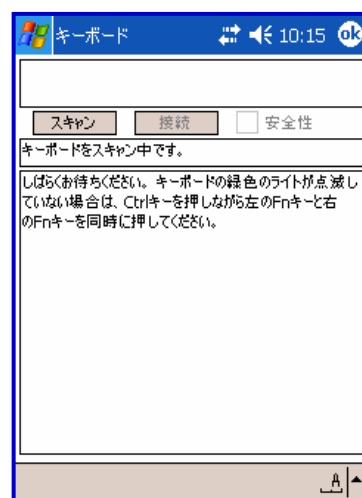 キーボード 10:15 ok
スキャン 接続 安全性
キーボードをスキャン中です。
しばらくお待ちください。キーボードの緑色のライトが点滅し
ていない場合は、Ctrlキーを押しながら左のFnキーと右
のFnキーを同時に押してください。
A